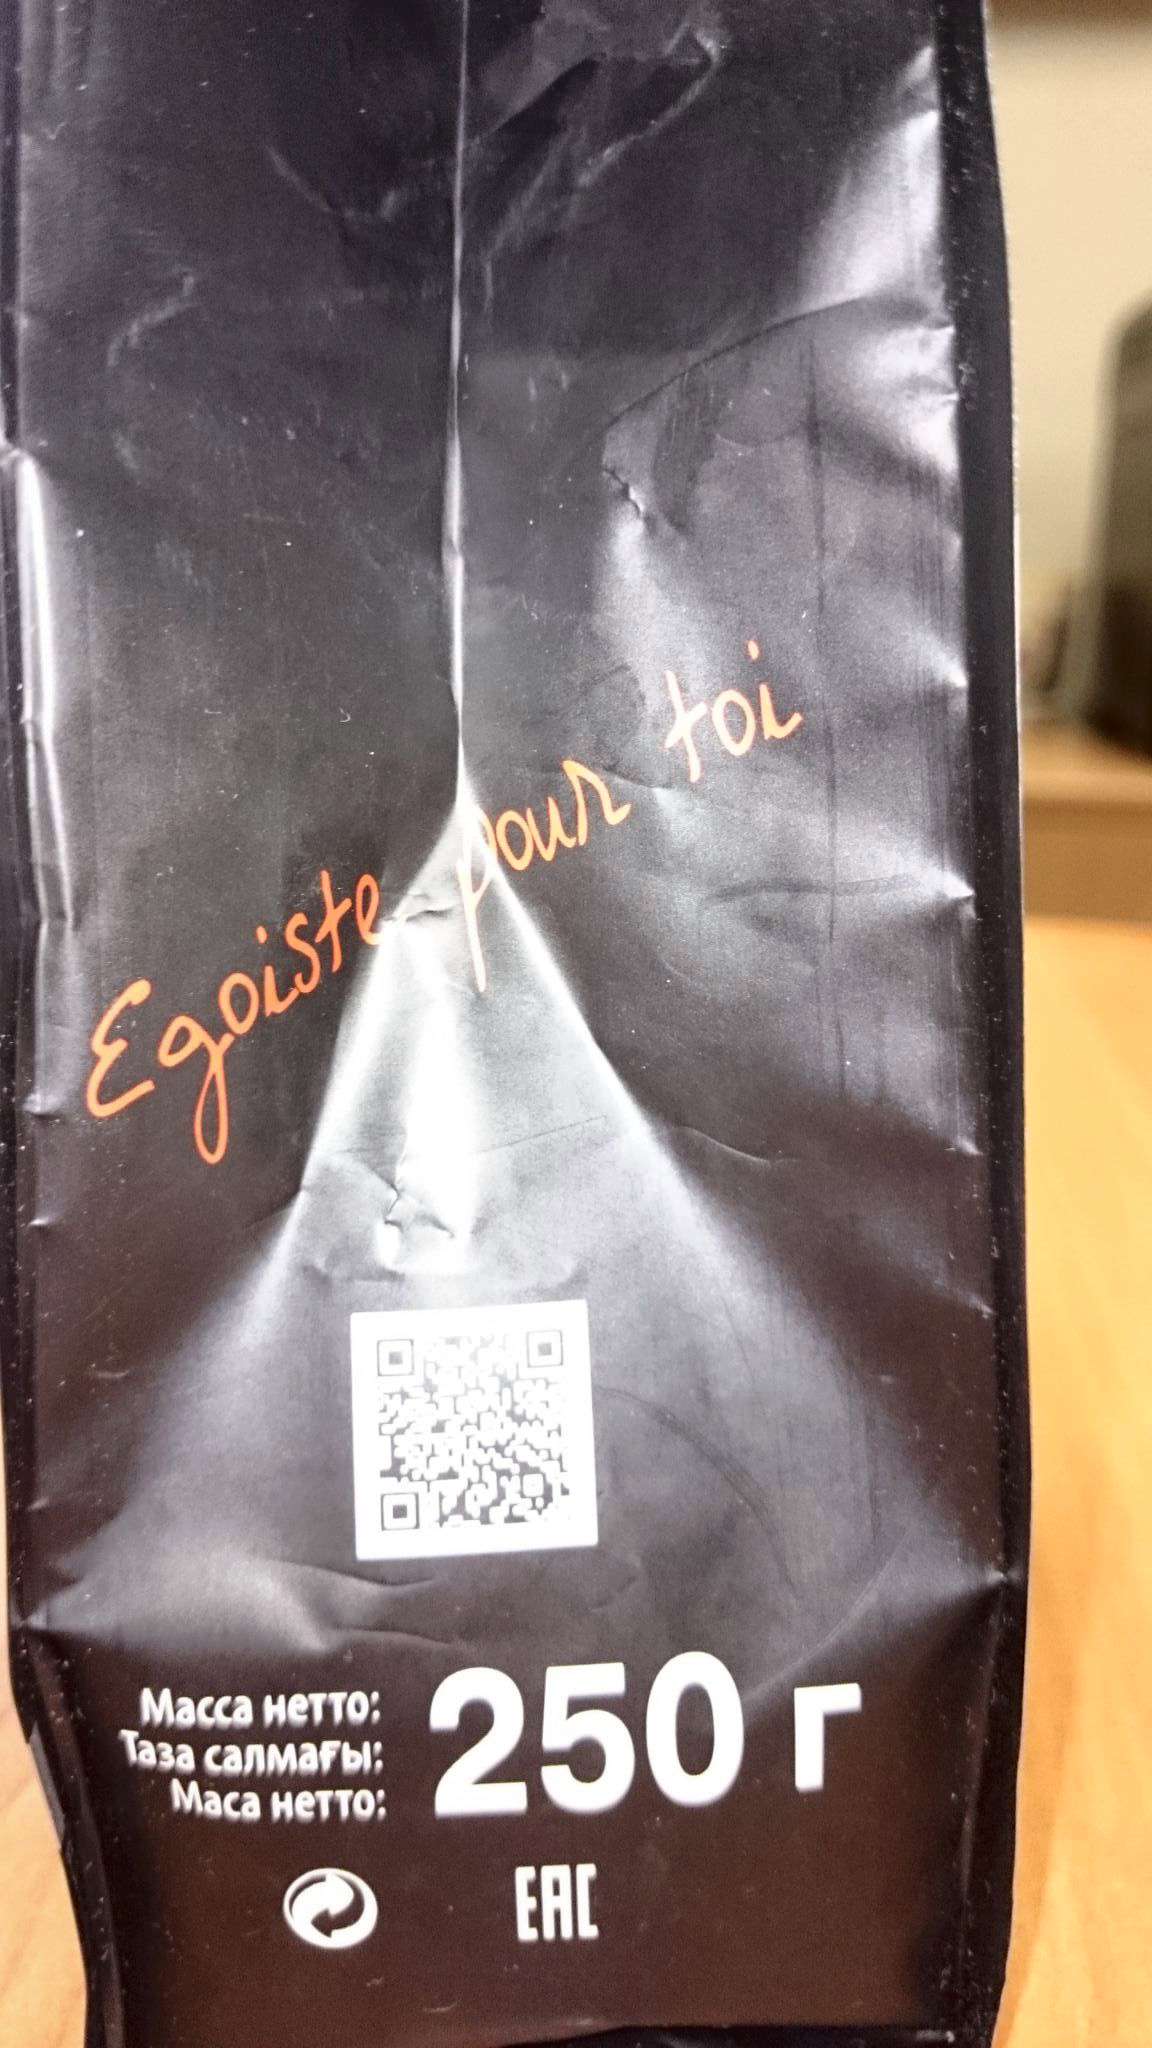 Egoiste pour toi
Масса нетто: 250 г
Таза салмағы:
Маса нетто:
EAC